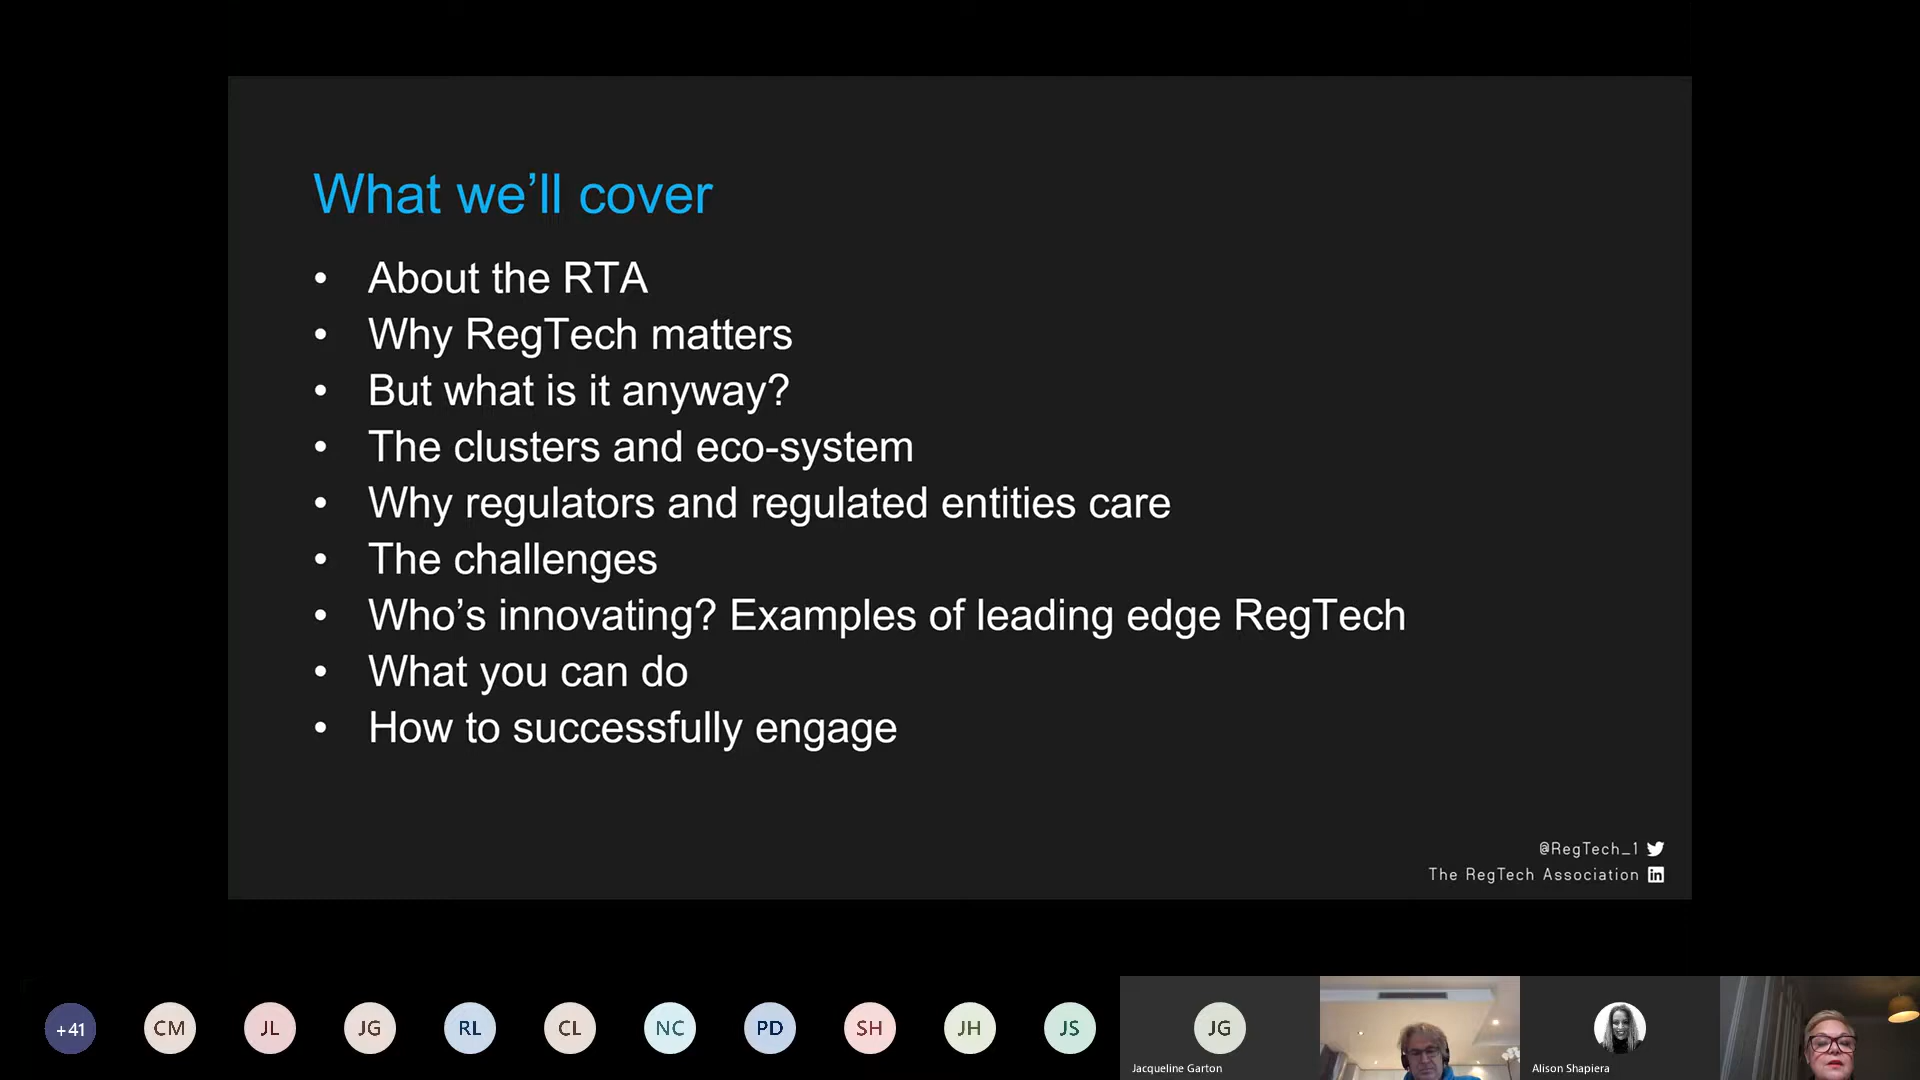 What we'll cover
• About the RTA
• Why RegTech matters
• But what is it anyway?
• The clusters and eco-system
• Why regulators and regulated entities care
• The challenges
• Who's innovating? Examples of leading edge RegTech
• What you can do
• How to successfully engage
@RegTech_1
The RegTech Association in
+41 CM JL JG RL CL NC PD SH JH JS JG
Jacqueline Garton Alison Shapiera